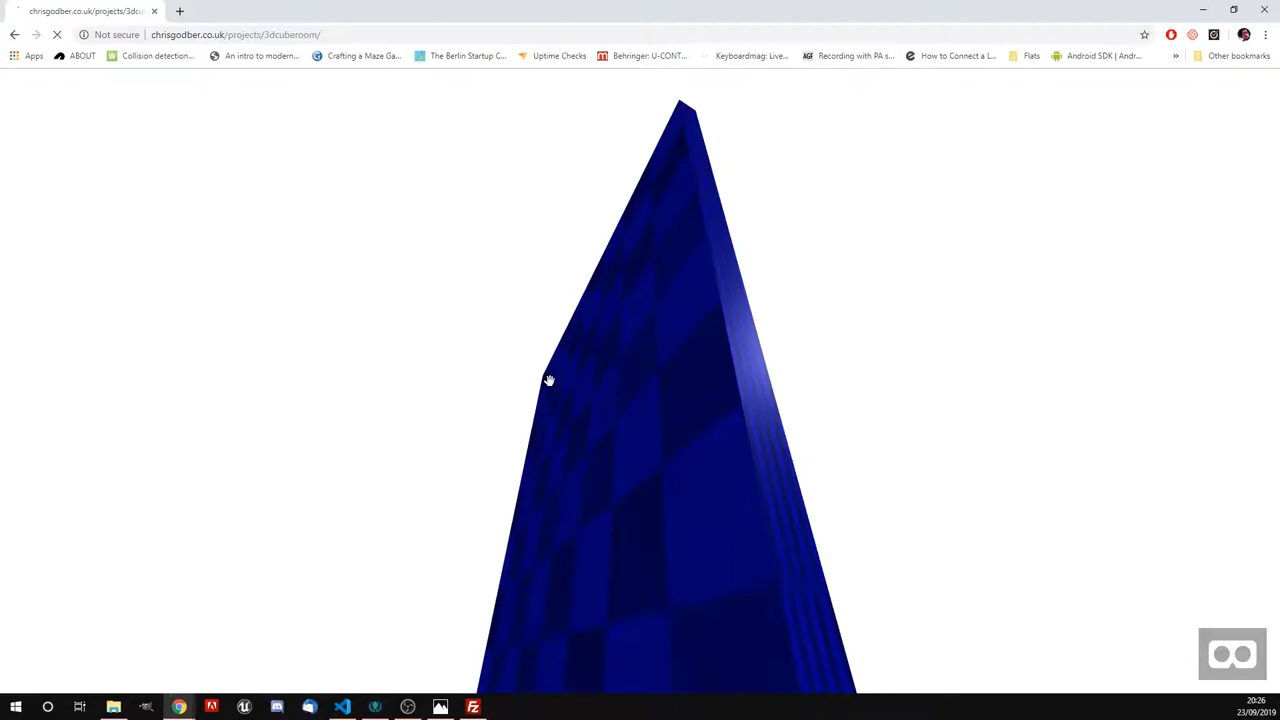 chrisgodber.co.uk/projects/3dcu
Not secure
chrisgodber.co.uk/projects/3dcuberoom/
Apps
ABOUT
Collision detection...
An intro to modern...
Crafting a Maze Ga...
The Berlin Startup C...
Uptime Checks
Behringer: U-CONT...
Keyboardmag: Live...
AGF
Recording with PA s...
How to Connect a L...
Flats
Android SDK | Andr...
»
Other bookmarks
20:26
23/09/2019